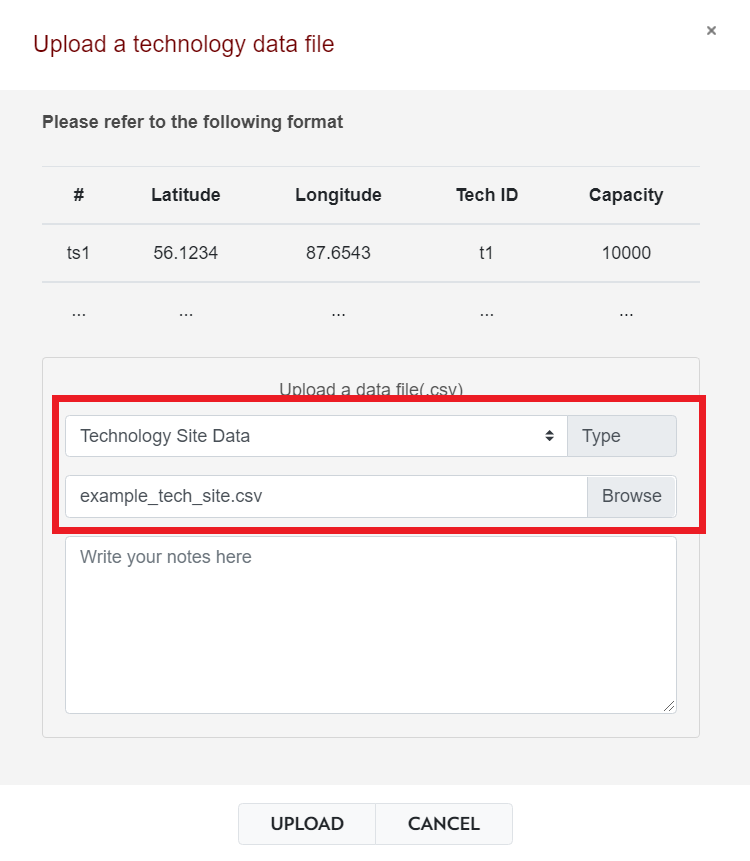 Upload a technology data file ×
Please refer to the following format
# Latitude Longitude Tech ID Capacity
ts1 56.1234 87.6543 t1 10000
... ... ... ... ...
Upload a data file(.csv)
Technology Site Data Type
example_tech_site.csv Browse
Write your notes here
UPLOAD CANCEL